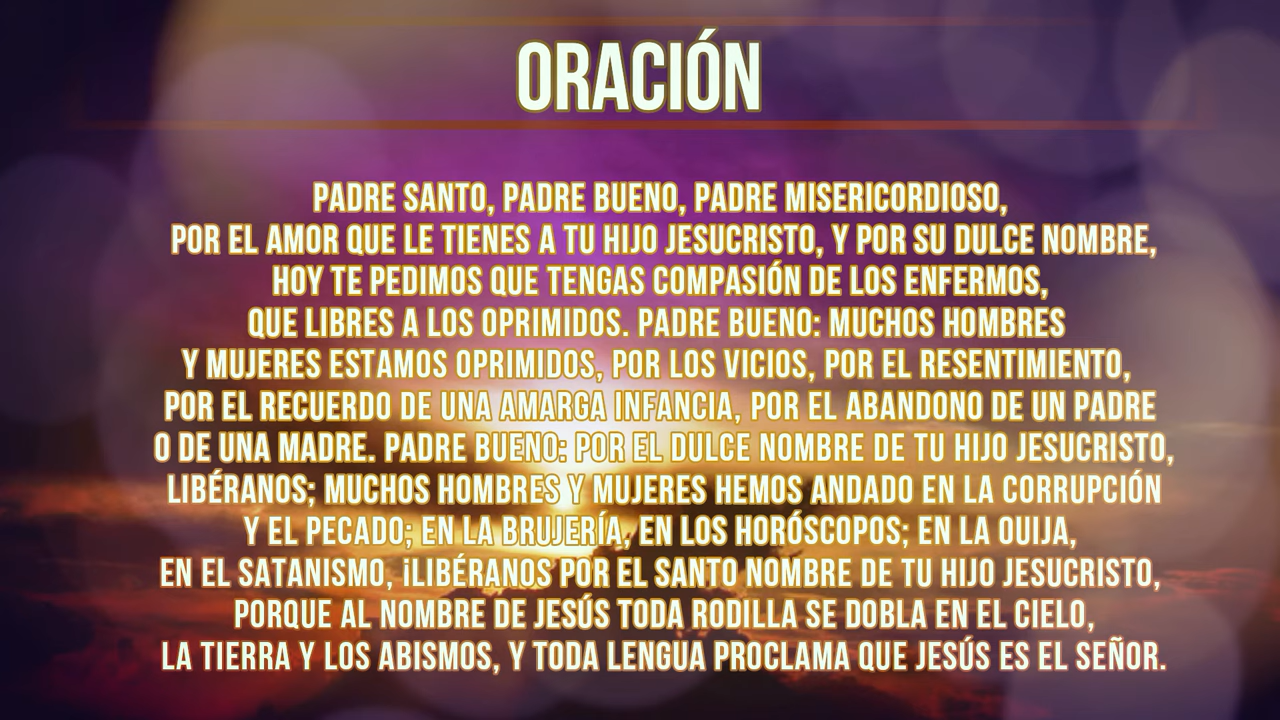 ORACIÓN
PADRE SANTO, PADRE BUENO, PADRE MISERICORDIOSO,
POR EL AMOR QUE LE TIENES A TU HIJO JESUCRISTO, Y POR SU DULCE NOMBRE,
HOY TE PEDIMOS QUE TENGAS COMPASIÓN DE LOS ENFERMOS,
QUE LIBRES A LOS OPRIMIDOS. PADRE BUENO: MUCHOS HOMBRES
Y MUJERES ESTAMOS OPRIMIDOS, POR LOS VICIOS, POR EL RESENTIMIENTO,
POR EL RECUERDO DE UNA AMARGA INFANCIA, POR EL ABANDONO DE UN PADRE
O DE UNA MADRE. PADRE BUENO: POR EL DULCE NOMBRE DE TU HIJO JESUCRISTO,
LIBÉRANOS; MUCHOS HOMBRES Y MUJERES HEMOS ANDADO EN LA CORRUPCIÓN
Y EL PECADO; EN LA BRUJERÍA, EN LOS HORÓSCOPOS; EN LA OUIJA,
EN EL SATANISMO, ¡LIBÉRANOS POR EL SANTO NOMBRE DE TU HIJO JESUCRISTO,
PORQUE AL NOMBRE DE JESÚS TODA RODILLA SE DOBLA EN EL CIELO,
LA TIERRA Y LOS ABISMOS, Y TODA LENGUA PROCLAMA QUE JESÚS ES EL SEÑOR.